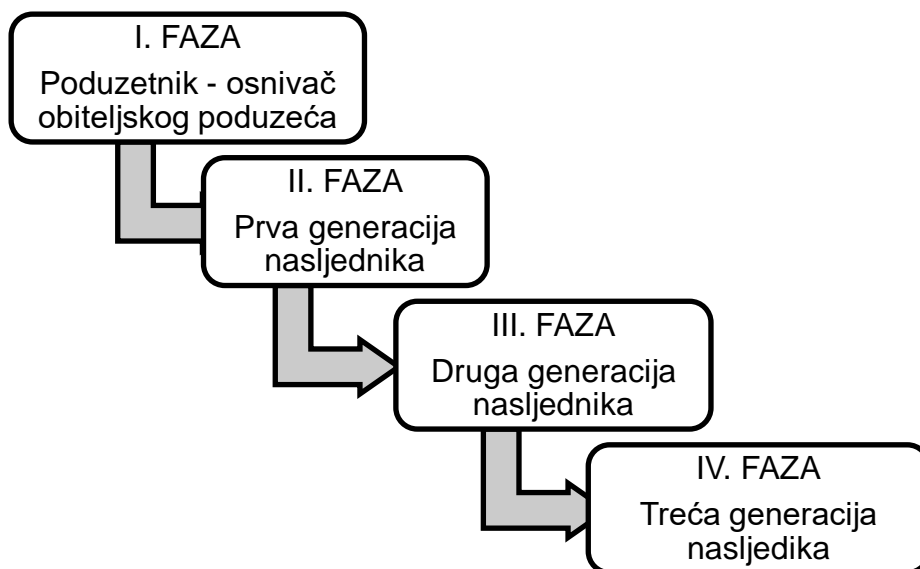 I. FAZA
Poduzetnik - osnivač
obiteljskog poduzeća
II. FAZA
Prva generacija
nasljednika
III. FAZA
Druga generacija
nasljednika
IV. FAZA
Treća generacija
nasljedika